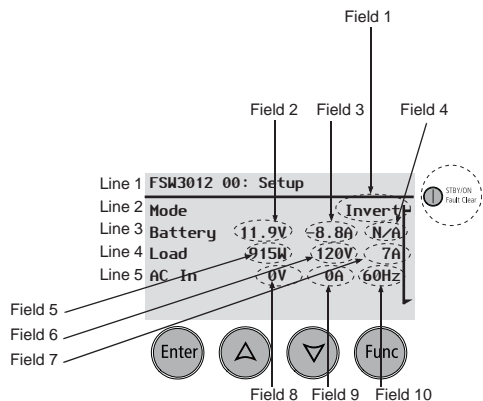 Field 1
Field 2 Field 3 Field 4
Line 1 FSW3012 00: Setup
STBY/ON
Fault Clear
Line 2 Mode Invert
Line 3 Battery 11.9V -8.8A N/A
Line 4 Load 915W 120V 7A
Line 5 AC In 0V 0A 60Hz
Field 5
Field 6
Field 7
Enter Func
Field 8 Field 9 Field 10